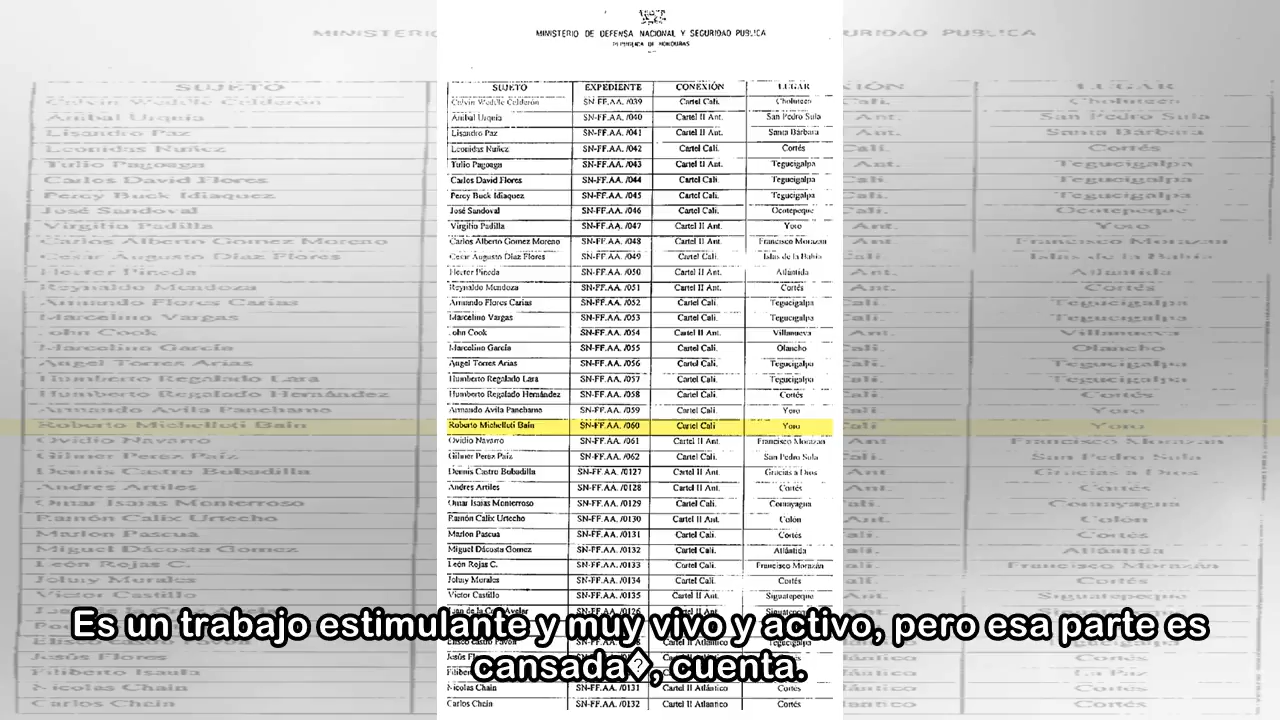 MINISTERIO DE DEFENSA NACIONAL Y SEGURIDAD PUBLICA
REPUBLICA DE HONDURAS
SUJETO EXPEDIENTE CONEXIÓN LUGAR
Calderón SN FF.AA. /039 Cartel Cali. Choluteca
Anibal Urquia SN-FF.AA. /040 Cartel II Ant. San Pedro Sula
Lisandro Paz SN-FF.AA. /041 Cartel II Ant. Santa Bárbara
Leonidas Nuñez SN-FF.AA. /042 Cartel Cali. Cortés
Tulio Pagoaga SN-FF.AA. /043 Cartel II Ant. Tegucigalpa
Carlos David Flores SN-FF.AA. /044 Cartel Cali. Tegucigalpa
Percy Buck Idiaquez SN-FF.AA. /045 Cartel Cali. Tegucigalpa
José Sandoval SN-FF.AA. /046 Cartel Cali. Ocotepeque
Virgilio Padilla SN-FF.AA. /047 Cartel II Ant. Yoro
Carlos Alberto Gomez Moreno SN-FF.AA. /048 Cartel II Ant. Francisco Morazan
Cesar Augusto Diaz Flores SN-FF.AA. /049 Cartel Cali. Islas de la Bahia
Hector Pineda SN-FF.AA. /050 Cartel II Ant. Atlántida
Reynaldo Mendoza SN-FF.AA. /051 Cartel II Ant. Cortés
Armando Flores Carias SN-FF.AA. /052 Cartel Cali. Tegucigalpa
Marcelino Vargas SN-FF.AA. /053 Cartel Cali. Tegucigalpa
John Cook SN-FF.AA. /054 Cartel II Ant. Villanueva
Marcelino García SN-FF.AA. /055 Cartel Cali. Olancho
Angel Torres Arias SN-FF.AA. /056 Cartel Cali. Tegucigalpa
Humberto Regalado Lara SN-FF.AA. /057 Cartel Cali. Tegucigalpa
Humberto Regalado Hernández SN-FF.AA. /058 Cartel Cali. Cortés
Armando Avila Panchamo SN-FF.AA. /059 Cartel Cali. Yoro
Roberto Michelleti Bain SN-FF.AA. /060 Cartel Cali Yoro
Ovidio Navarro SN-FF.AA. /061 Cartel II Ant Francisco Morazan
Gilmer Perez Paiz SN-FF.AA. /062 Cartel Cali. San Pedro Sula
Dennis Castro Bobadilla SN-FF.AA. /0127 Cartel II Ant. Gracias a Dios
Andres Artiles SN-FF.AA. /0128 Cartel II Ant. Cortés
Omar Isaias Monterroso SN-FF.AA. /0129 Cartel Cali. Comayagua
Ramón Calix Urtecho SN-FF.AA. /0130 Cartel II Ant. Colón
Marlon Pascua SN-FF.AA. /0131 Cartel Cali. Cortés
Miguel Dácosta Gomez SN-FF.AA. /0132 Cartel Cali. Atlántida
León Rojas C. SN-FF.AA. /0133 Cartel Cali. Francisco Morazán
Johny Morales SN-FF.AA. /0134 Cartel Cali. Cortés
Victor Castillo SN-FF.AA. /0135 Cartel Cali. Siguatepeque
Es un trabajo estimulante y muy vivo y activo, pero esa parte es
cansada�, cuenta.
Nicolas Chain SN-FF.AA. /0131 Cartel II Atlántico Cortés
Carlos Chain SN-FF.AA. /0132 Cartel II Atlántico Cortés